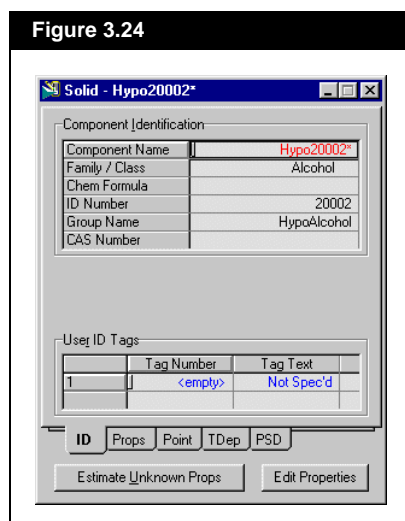 Figure 3.24
Solid - Hypo20002*
Component Identification
Component Name Hypo20002*
Family / Class Alcohol
Chem Formula
ID Number 20002
Group Name HypoAlcohol
CAS Number
User ID Tags
Tag Number Tag Text
1 <empty> Not Spec'd
ID Props Point TDep PSD
Estimate Unknown Props Edit Properties